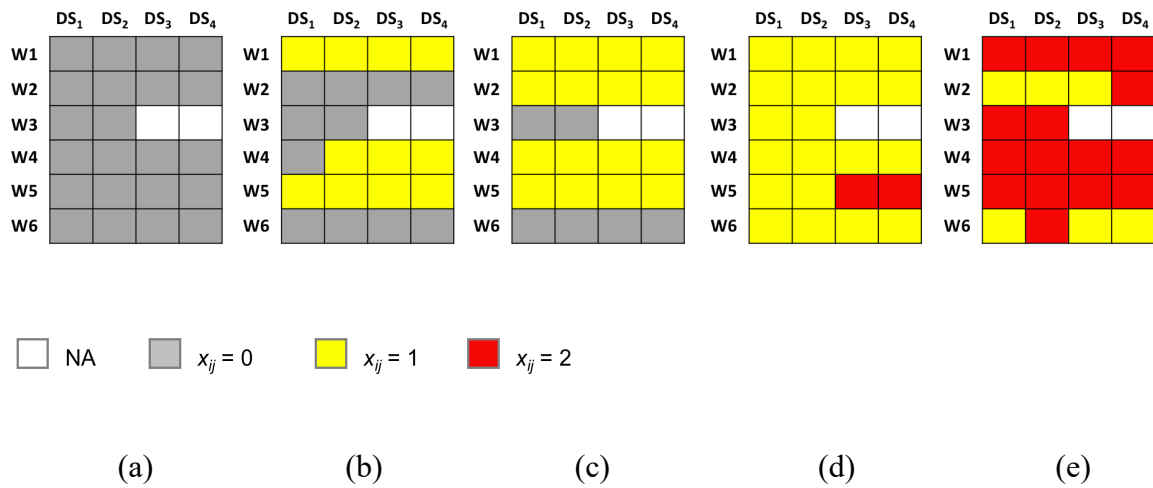 DS₁ DS₂ DS₃ DS₄ DS₁ DS₂ DS₃ DS₄ DS₁ DS₂ DS₃ DS₄ DS₁ DS₂ DS₃ DS₄ DS₁ DS₂ DS₃ DS₄
W1 W1 W1 W1 W1
W2 W2 W2 W2 W2
W3 W3 W3 W3 W3
W4 W4 W4 W4 W4
W5 W5 W5 W5 W5
W6 W6 W6 W6 W6
NA xij = 0 xij = 1 xij = 2
(a) (b) (c) (d) (e)